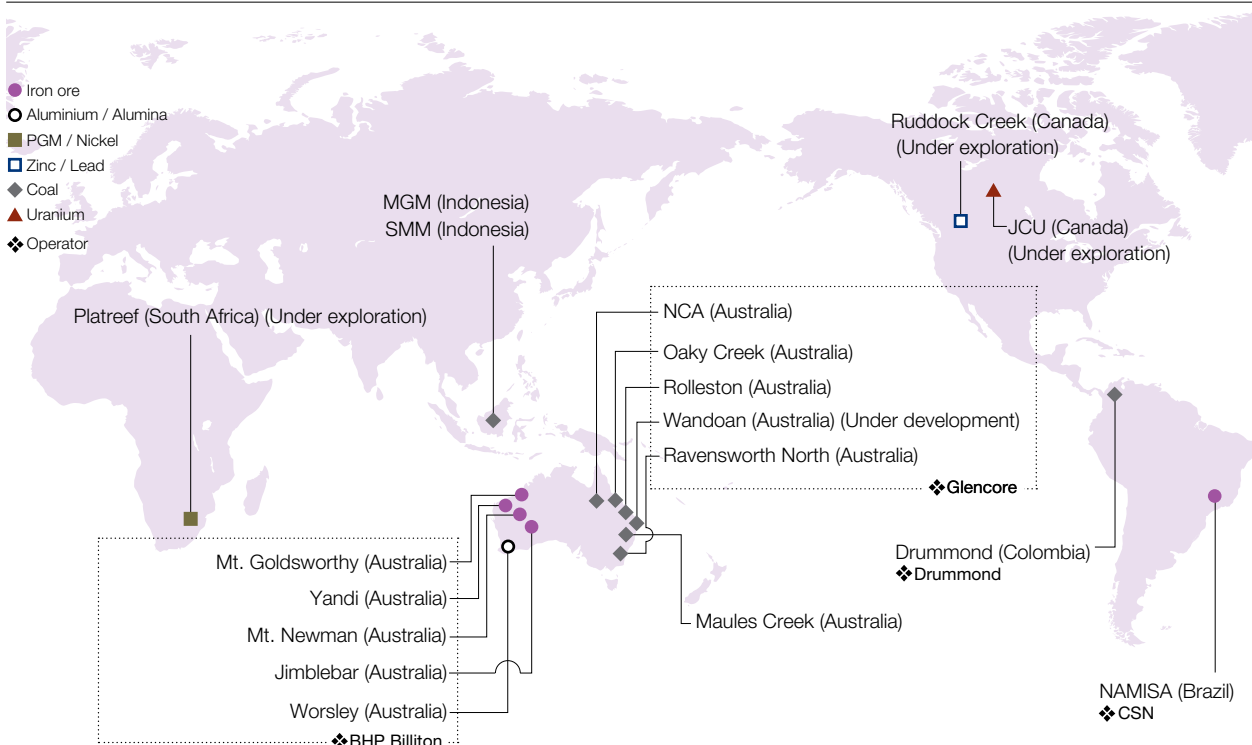 Iron ore
Aluminium / Alumina
PGM / Nickel
Zinc / Lead
Coal
Uranium
Operator
Ruddock Creek (Canada)
(Under exploration)
JCU (Canada)
(Under exploration)
MGM (Indonesia)
SMM (Indonesia)
Platreef (South Africa) (Under exploration)
NCA (Australia)
Oaky Creek (Australia)
Rolleston (Australia)
Wandoan (Australia) (Under development)
Ravensworth North (Australia)
Glencore
Mt. Goldsworthy (Australia)
Yandi (Australia)
Mt. Newman (Australia)
Jimblebar (Australia)
Worsley (Australia)
BHP Billiton
Maules Creek (Australia)
Drummond (Colombia)
Drummond
NAMISA (Brazil)
CSN